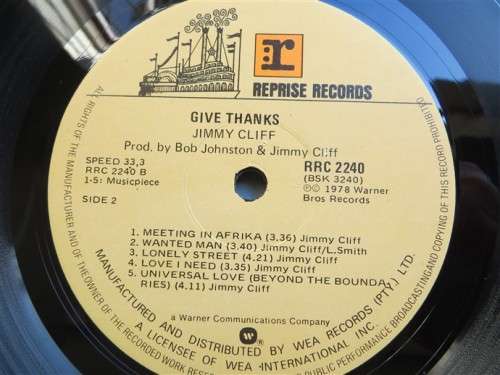 r:
REPRISE RECORDS
GIVE THANKS
JIMMY CLIFF
Prod. by Bob Johnston & Jimmy Cliff
SPEED 33,3
RRC 2240 B
1-5: Musicpiece
SIDE 2
RRC 2240
(BSK 3240)
Ⓟ© 1978 Warner
Bros Records
1. MEETING IN AFRIKA (3.36) Jimmy Cliff
2. WANTED MAN (3.40) Jimmy Cliff/L.Smith
3. LONELY STREET (4.21) Jimmy Cliff
4. LOVE I NEED (3.35) Jimmy Cliff
5. UNIVERSAL LOVE (BEYOND THE BOUNDA
RIES) (4.11) Jimmy Cliff
a Warner Communications Company
MANUFACTURED AND DISTRIBUTED BY WEA RECORDS (PTY.) LTD.
A LICENSEE OF WEA INTERNATIONAL INC.
ALL RIGHTS OF THE MANUFACTURER AND OF THE OWNER OF THE RECORDED WORK PUBLIC PERFORMANCE BROADCASTING AND COPYING OF THIS RECORD PROHIBITED